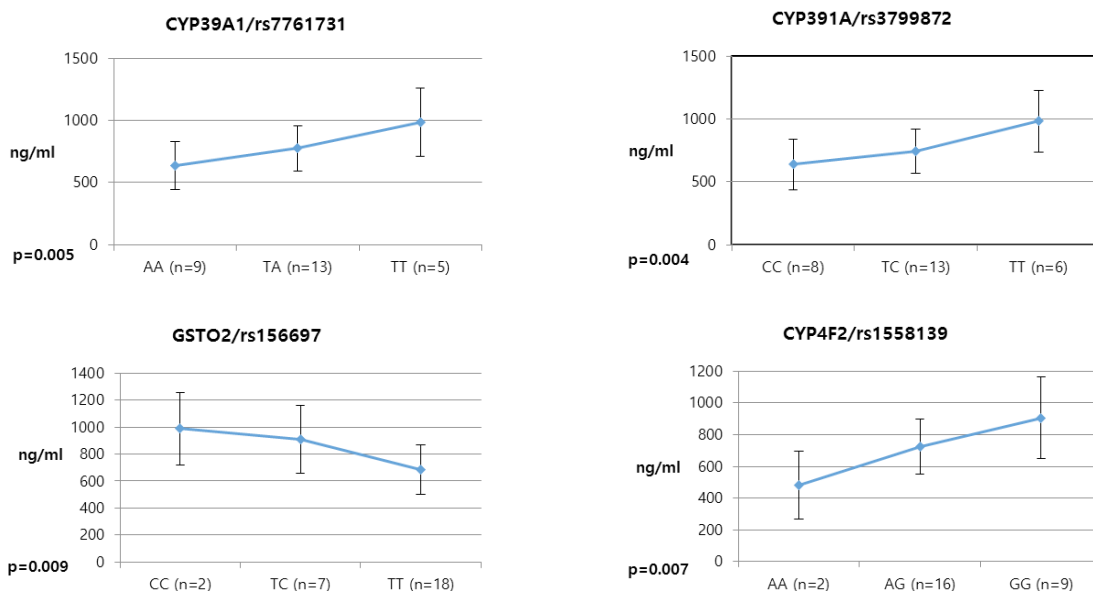 CYP39A1/rs7761731
1500
1000
ng/ml
500
0
p=0.005
AA (n=9) TA (n=13) TT (n=5)
CYP391A/rs3799872
1500
1000
ng/ml
500
0
p=0.004
CC (n=8) TC (n=13) TT (n=6)
GSTO2/rs156697
1400
1200
1000
ng/ml
800
600
400
200
0
p=0.009
CC (n=2) TC (n=7) TT (n=18)
CYP4F2/rs1558139
1200
1000
800
ng/ml
600
400
200
0
p=0.007
AA (n=2) AG (n=16) GG (n=9)